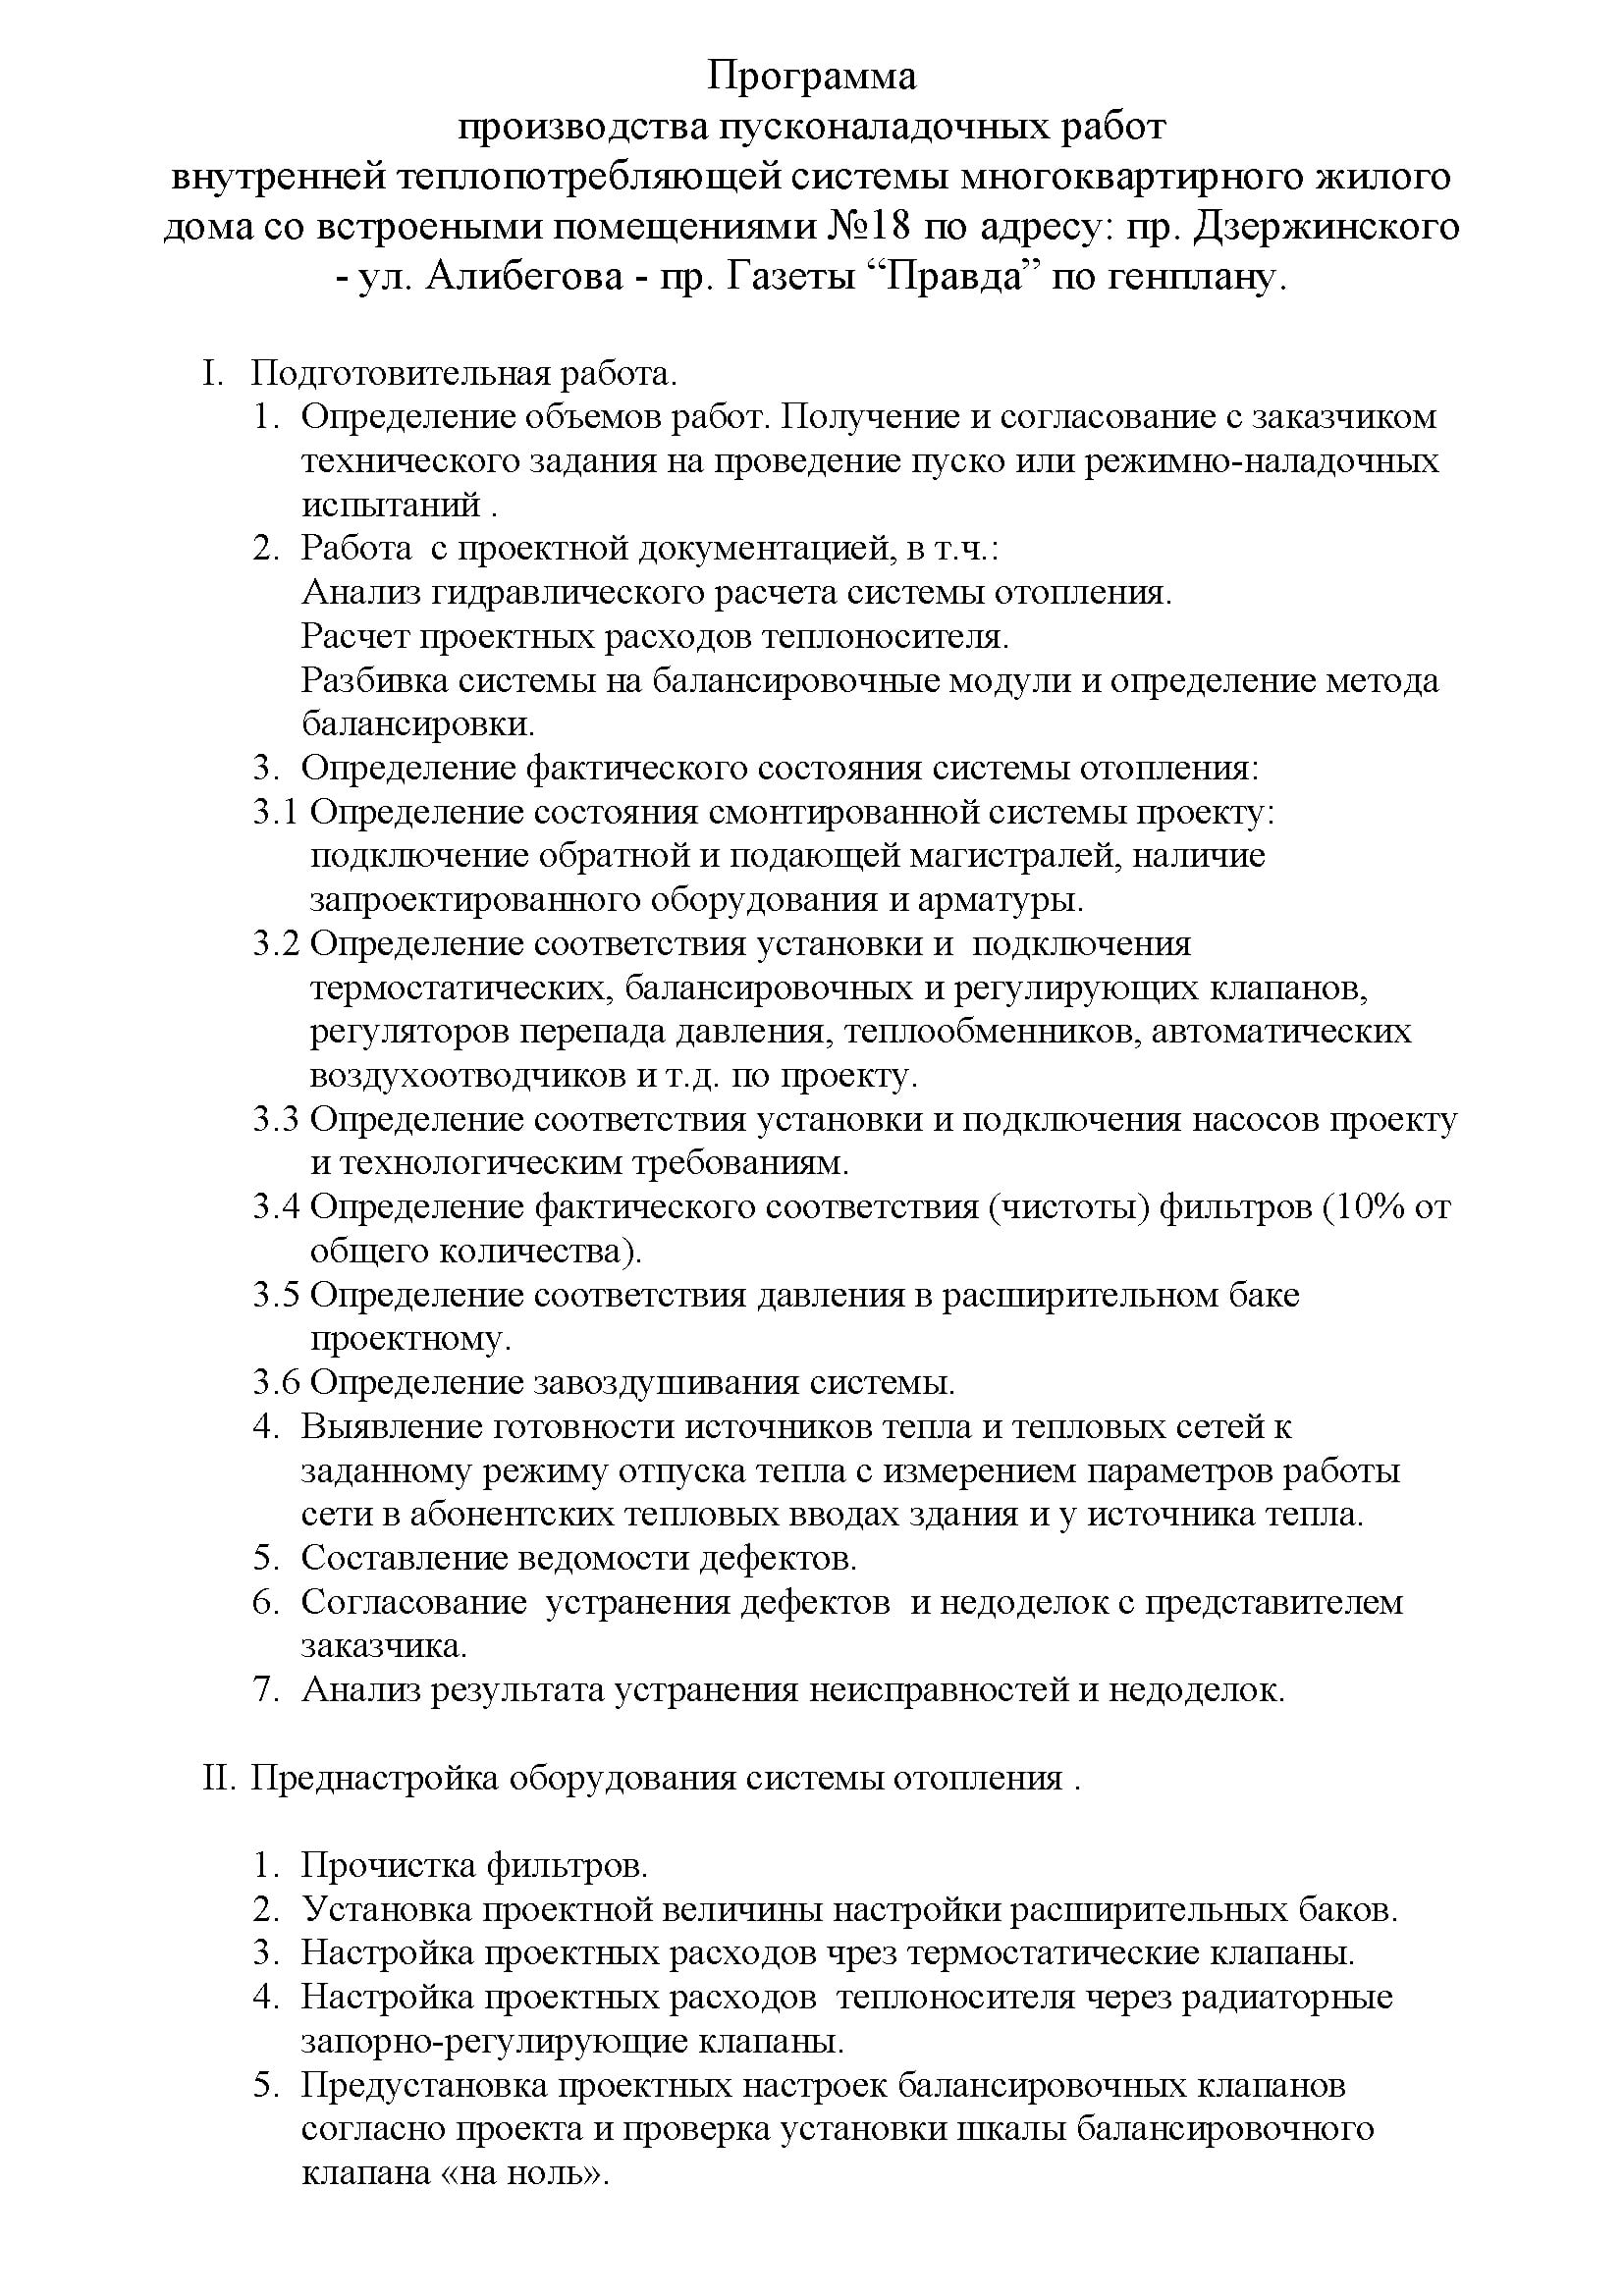 Программа
производства пусконаладочных работ
внутренней теплопотребляющей системы многоквартирного жилого
дома со встроеными помещениями №18 по адресу: пр. Дзержинского
- ул. Алибегова - пр. Газеты “Правда” по генплану.
I. Подготовительная работа.
1. Определение объемов работ. Получение и согласование с заказчиком
технического задания на проведение пуско или режимно-наладочных
испытаний .
2. Работа с проектной документацией, в т.ч.:
Анализ гидравлического расчета системы отопления.
Расчет проектных расходов теплоносителя.
Разбивка системы на балансировочные модули и определение метода
балансировки.
3. Определение фактического состояния системы отопления:
3.1 Определение состояния смонтированной системы проекту:
подключение обратной и подающей магистралей, наличие
запроектированного оборудования и арматуры.
3.2 Определение соответствия установки и подключения
термостатических, балансировочных и регулирующих клапанов,
регуляторов перепада давления, теплообменников, автоматических
воздухоотводчиков и т.д. по проекту.
3.3 Определение соответствия установки и подключения насосов проекту
и технологическим требованиям.
3.4 Определение фактического соответствия (чистоты) фильтров (10% от
общего количества).
3.5 Определение соответствия давления в расширительном баке
проектному.
3.6 Определение завоздушивания системы.
4. Выявление готовности источников тепла и тепловых сетей к
заданному режиму отпуска тепла с измерением параметров работы
сети в абонентских тепловых вводах здания и у источника тепла.
5. Составление ведомости дефектов.
6. Согласование устранения дефектов и недоделок с представителем
заказчика.
7. Анализ результата устранения неисправностей и недоделок.
II. Преднастройка оборудования системы отопления .
1. Прочистка фильтров.
2. Установка проектной величины настройки расширительных баков.
3. Настройка проектных расходов чрез термостатические клапаны.
4. Настройка проектных расходов теплоносителя через радиаторные
запорно-регулирующие клапаны.
5. Предустановка проектных настроек балансировочных клапанов
согласно проекта и проверка установки шкалы балансировочного
клапана «на ноль».